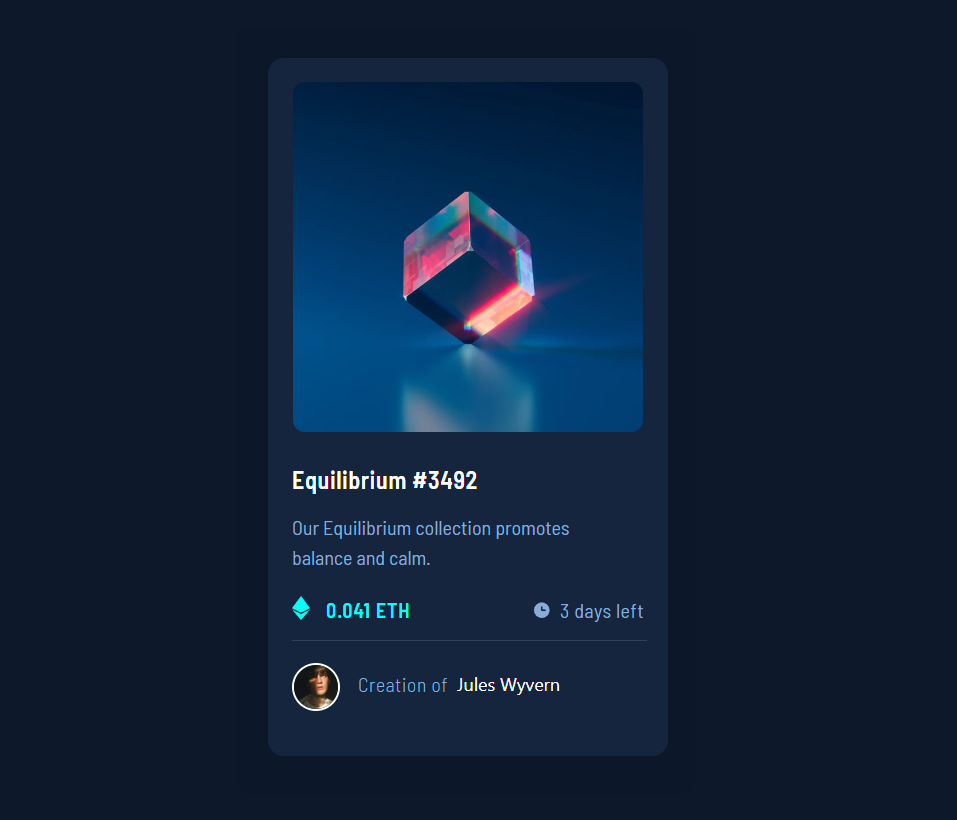 Equilibrium #3492
Our Equilibrium collection promotes
balance and calm.
0.041 ETH 3 days left
Creation of Jules Wyvern